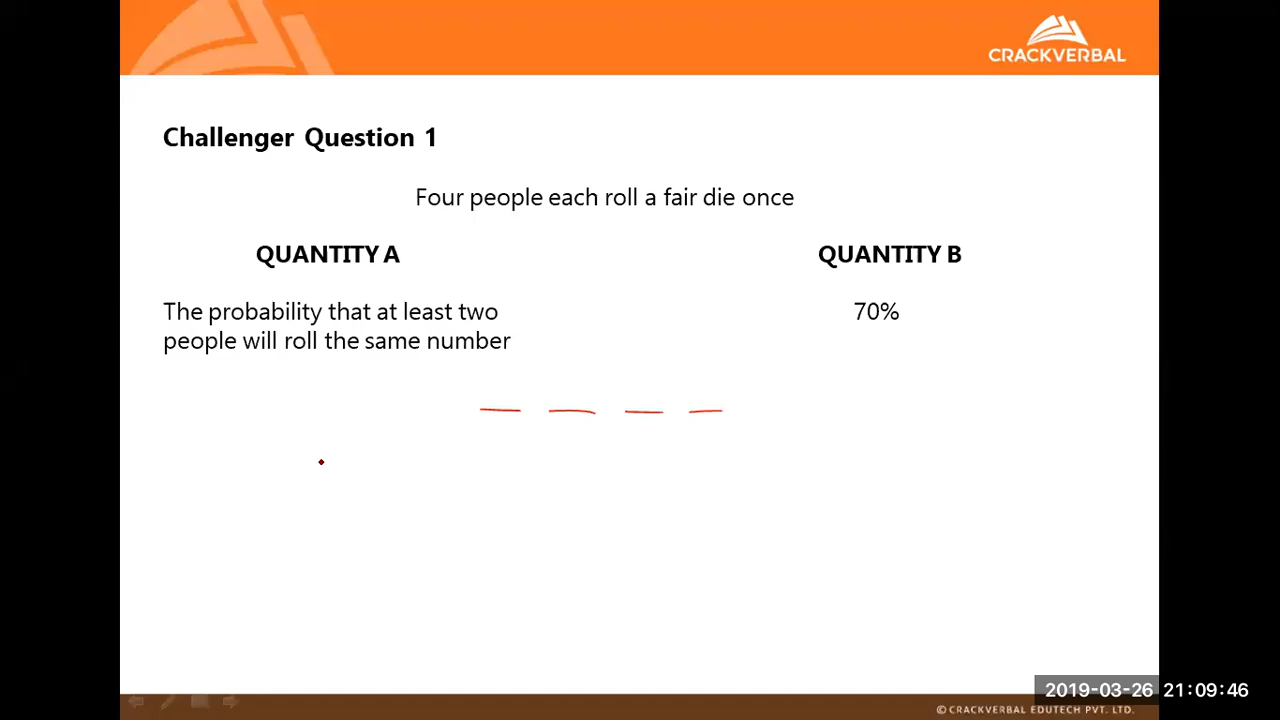 CRACKVERBAL
Challenger Question 1
Four people each roll a fair die once
QUANTITY A
QUANTITY B
The probability that at least two
people will roll the same number
70%
2019-03-26 21:09:46
© CRACKVERBAL EDUTECH PVT. LTD.